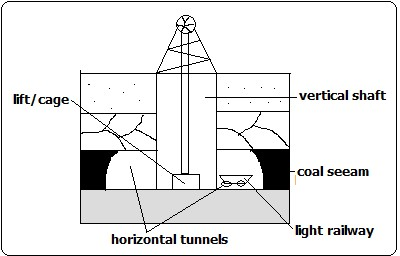 lift/cage
vertical shaft
coal seeam
light railway
horizontal tunnels